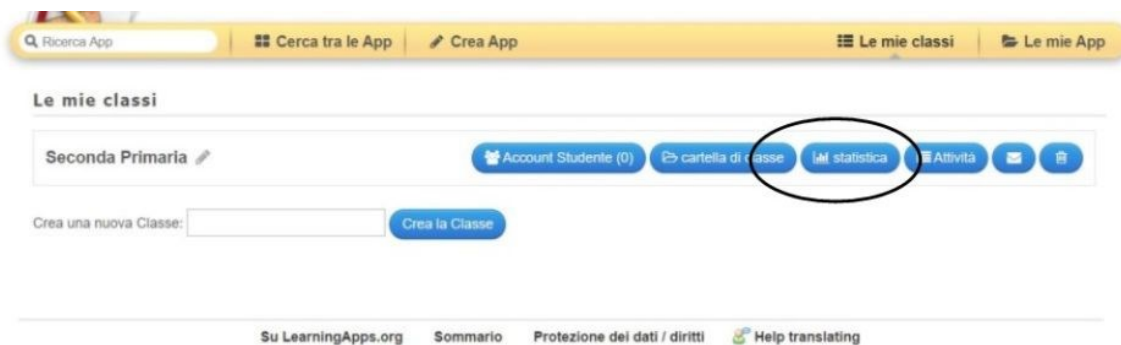 Ricerca App Cerca tra le App Crea App Le mie classi Le mie App
Le mie classi
Seconda Primaria Account Studente (0) cartella di classe statistica Attività
Crea una nuova Classe: Crea la Classe
Su LearningApps.org Sommario Protezione dei dati / diritti Help translating